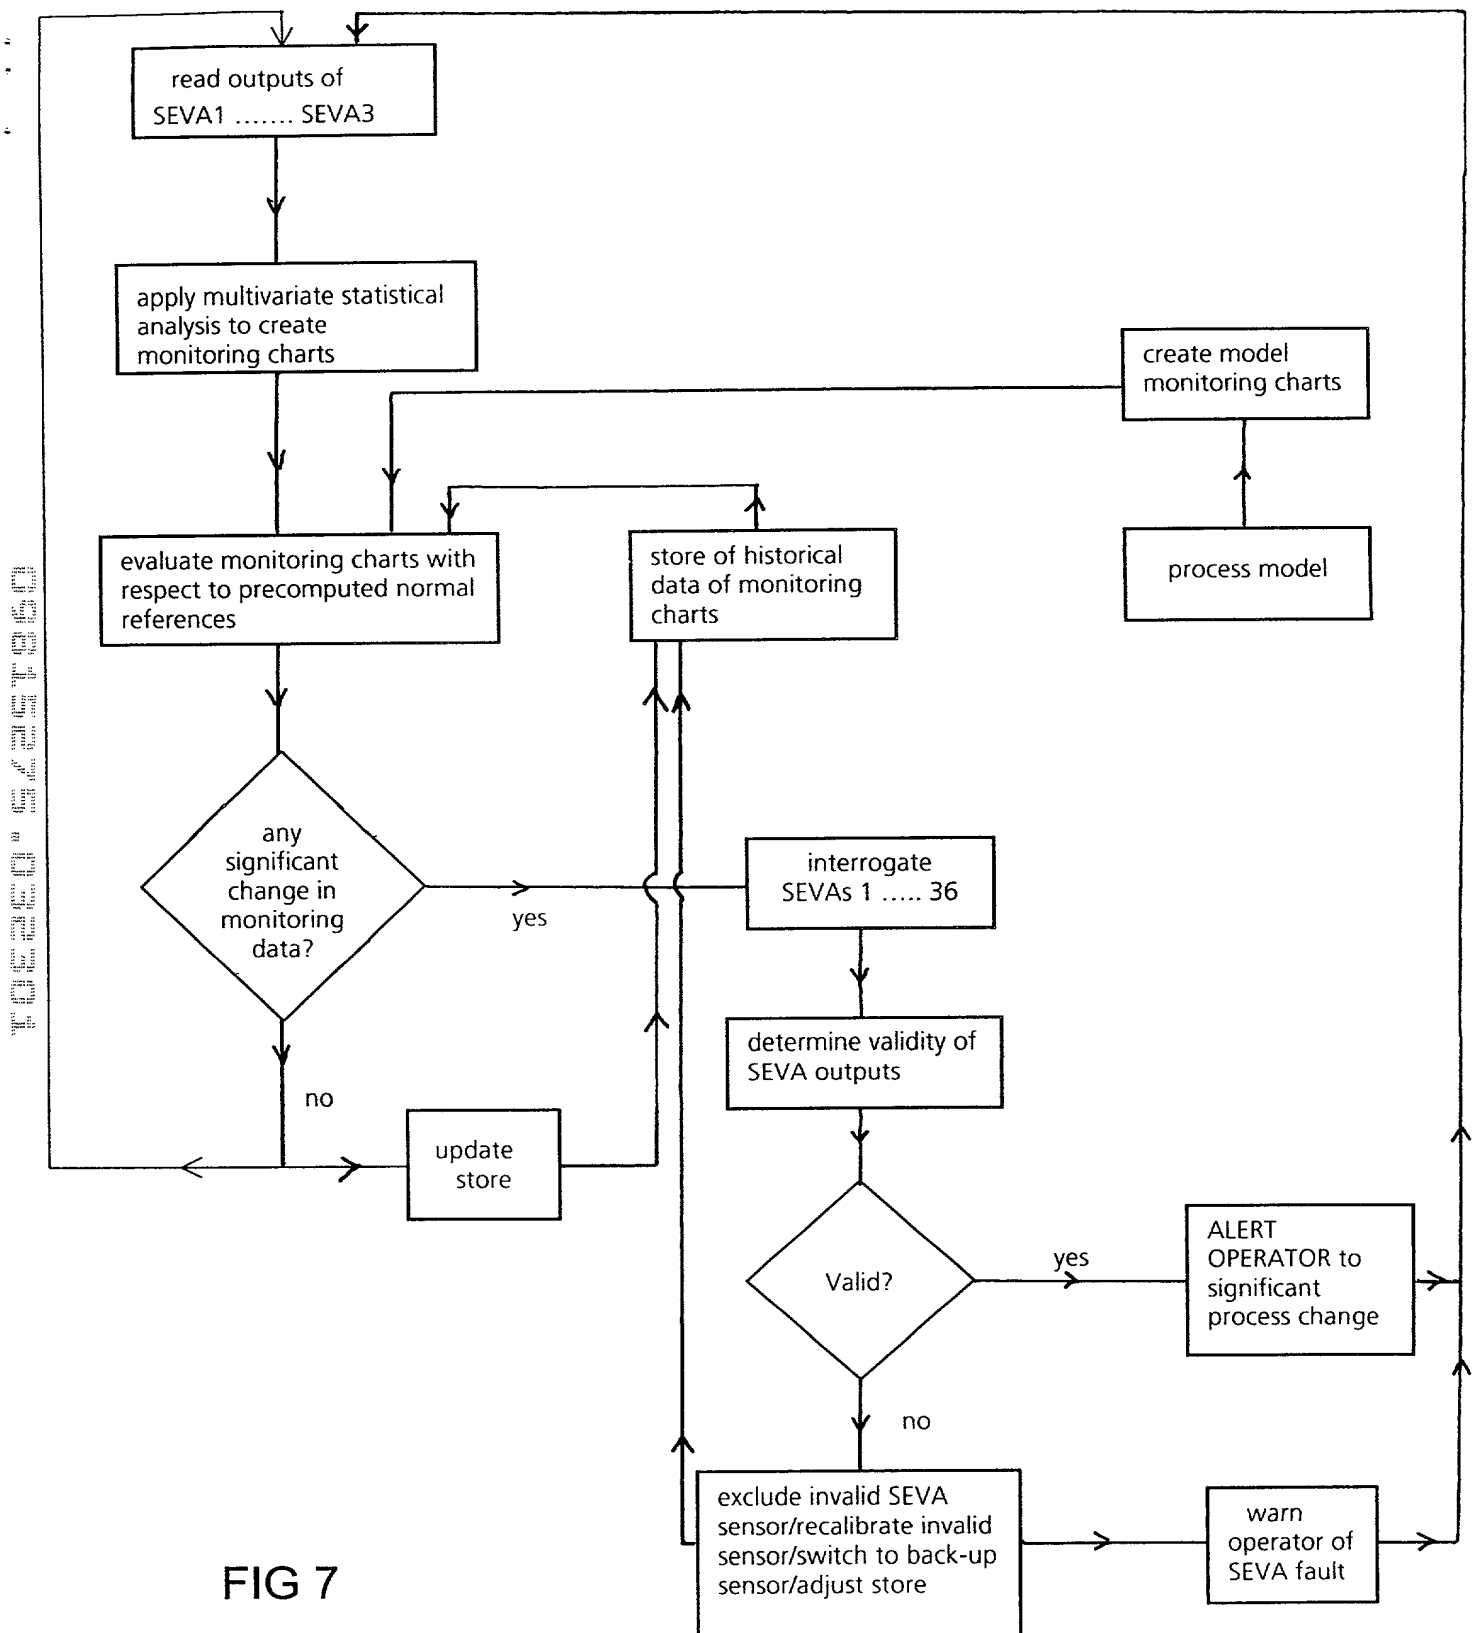 read outputs of
SEVA1 ....... SEVA3
apply multivariate statistical
analysis to create
monitoring charts
create model
monitoring charts
evaluate monitoring charts with
respect to precomputed normal
references
store of historical
data of monitoring
charts
process model
any
significant
change in
monitoring
data?
yes
interrogate
SEVAs 1 ..... 36
determine validity of
SEVA outputs
no
update
store
Valid?
yes
ALERT
OPERATOR to
significant
process change
no
exclude invalid SEVA
sensor/recalibrate invalid
sensor/switch to back-up
sensor/adjust store
warn
operator of
SEVA fault
FIG 7